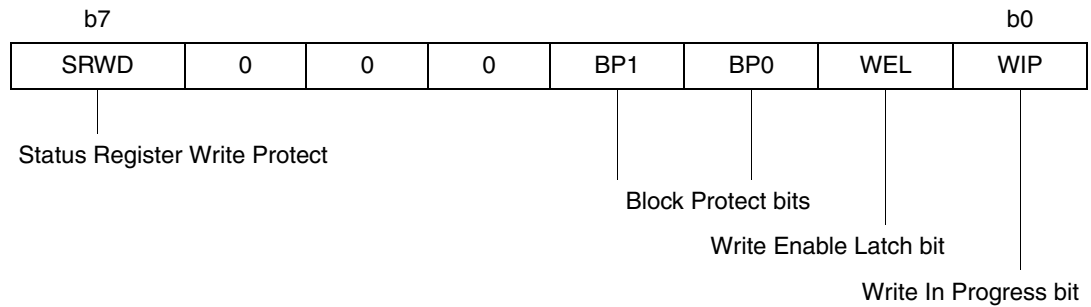 b7 b0
SRWD 0 0 0 BP1 BP0 WEL WIP
Status Register Write Protect
Block Protect bits
Write Enable Latch bit
Write In Progress bit